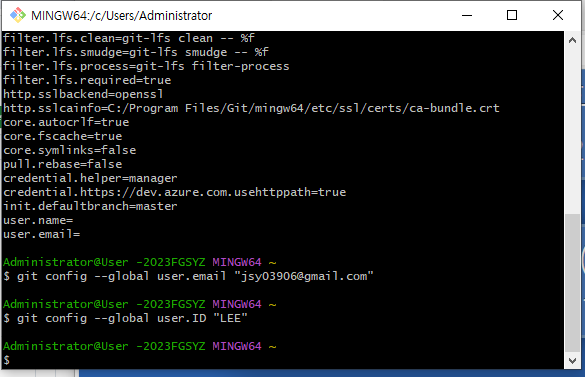 MINGW64:/c/Users/Administrator
filter.lfs.clean=git-lfs clean -- %f
filter.lfs.smudge=git-lfs smudge -- %f
filter.lfs.process=git-lfs filter-process
filter.lfs.required=true
http.sslbackend=openssl
http.sslcainfo=C:/Program Files/Git/mingw64/etc/ssl/certs/ca-bundle.crt
core.autocrlf=true
core.fscache=true
core.symlinks=false
pull.rebase=false
credential.helper=manager
credential.https://dev.azure.com.usehttppath=true
init.defaultbranch=master
user.name=
user.email=
Administrator@User -2023FGSYZ MINGW64 ~
$ git config --global user.email "jsy03906@gmail.com"
Administrator@User -2023FGSYZ MINGW64 ~
$ git config --global user.ID "LEE"
Administrator@User -2023FGSYZ MINGW64 ~
$